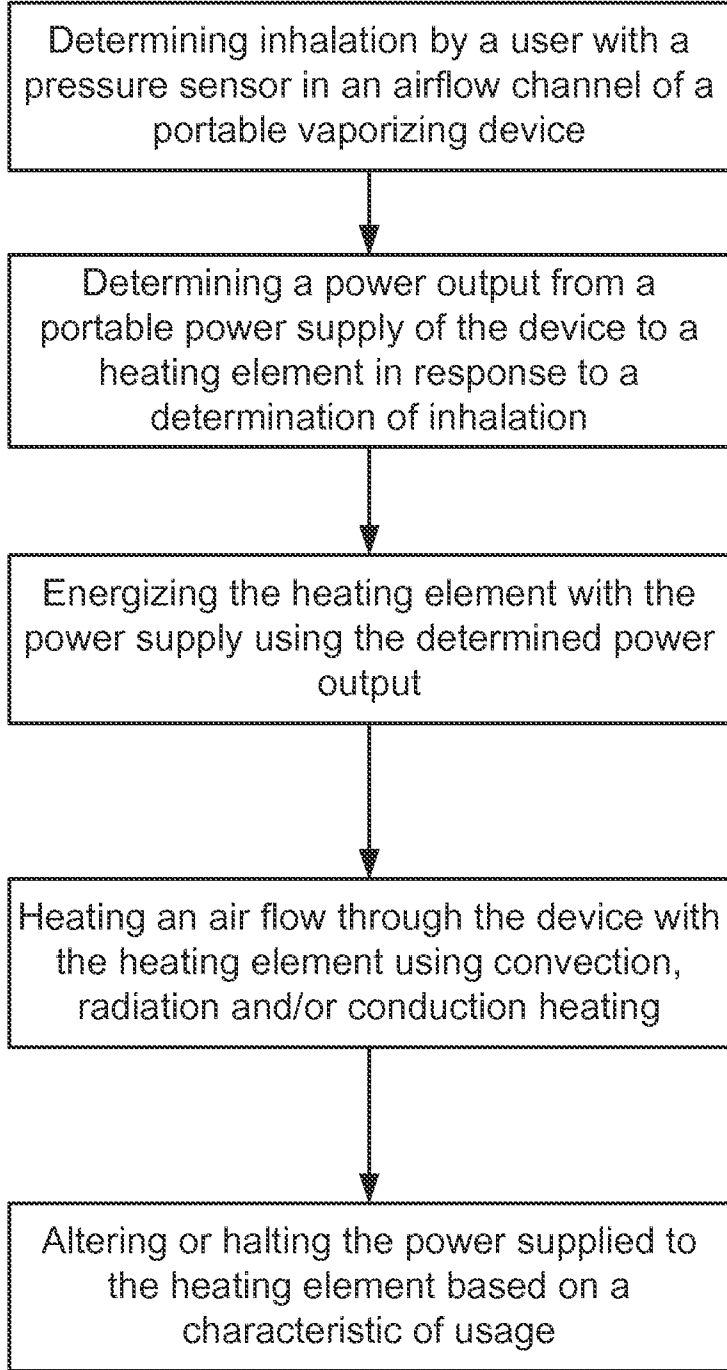 Determining inhalation by a user with a
pressure sensor in an airflow channel of a
portable vaporizing device
Determining a power output from a
portable power supply of the device to a
heating element in response to a
determination of inhalation
Energizing the heating element with the
power supply using the determined power
output
Heating an air flow through the device with
the heating element using convection,
radiation and/or conduction heating
Altering or halting the power supplied to
the heating element based on a
characteristic of usage